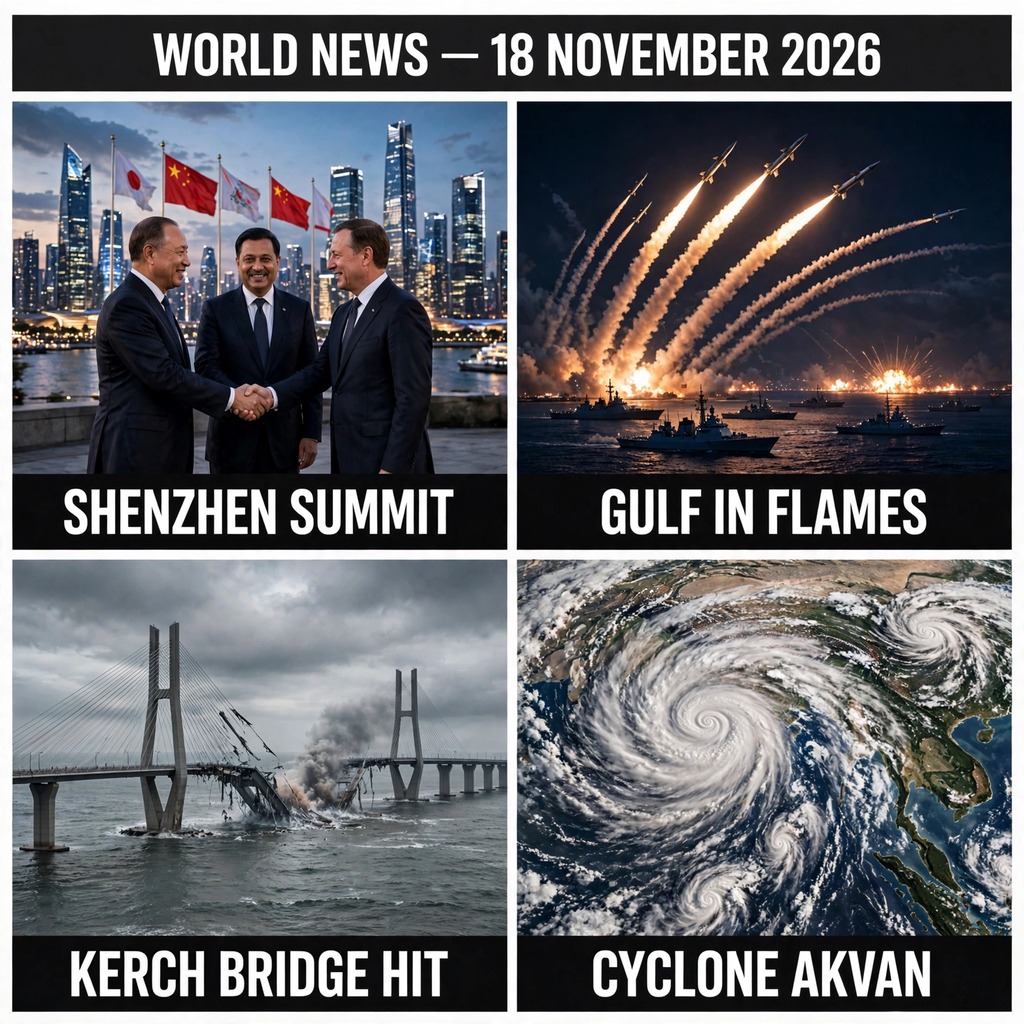 WORLD NEWS — 18 NOVEMBER 2026
SHENZHEN SUMMIT
GULF IN FLAMES
KERCH BRIDGE HIT
CYCLONE AKVAN